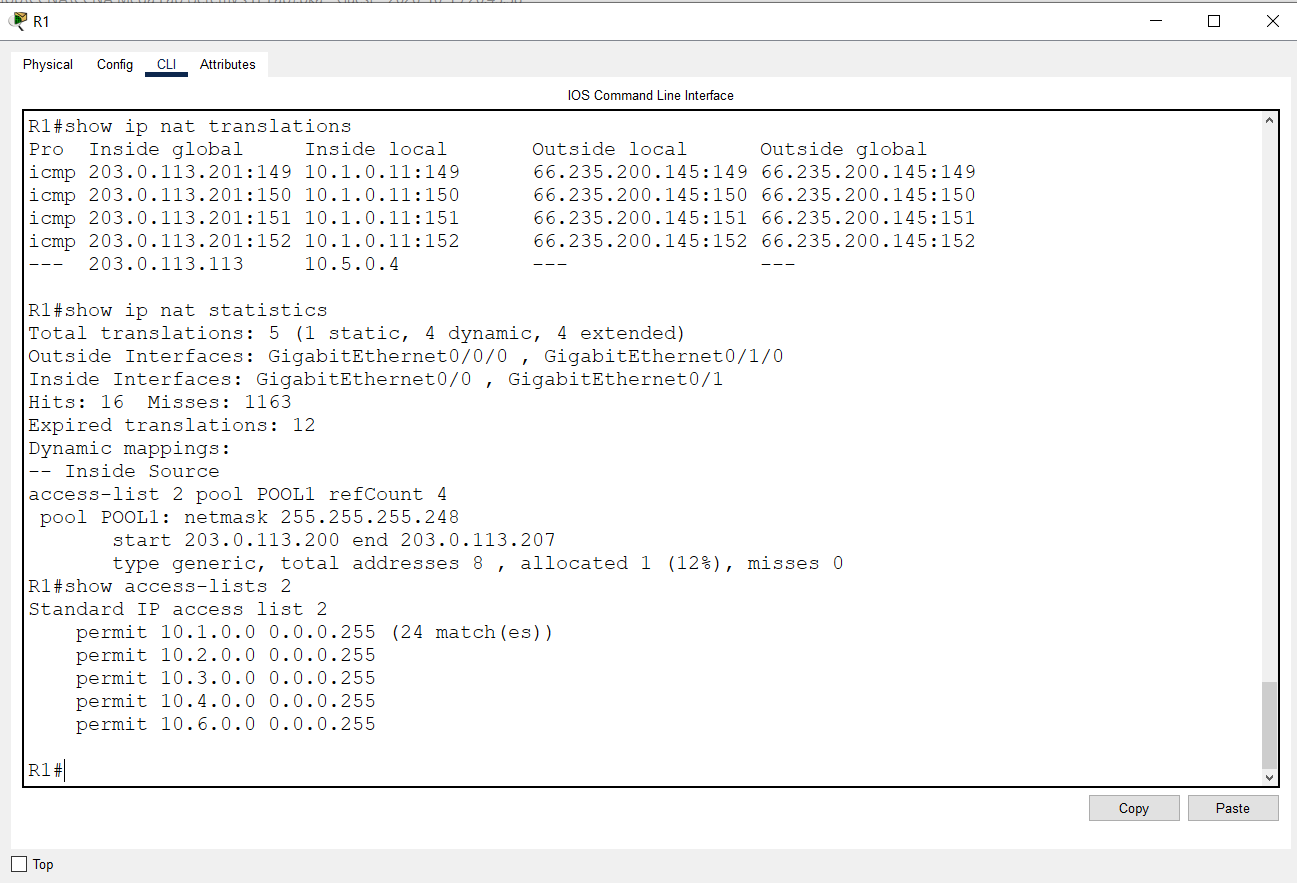 R1
Physical Config CLI Attributes
IOS Command Line Interface
R1#show ip nat translations
Pro  Inside global     Inside local       Outside local      Outside global
icmp 203.0.113.201:149 10.1.0.11:149      66.235.200.145:149 66.235.200.145:149
icmp 203.0.113.201:150 10.1.0.11:150      66.235.200.145:150 66.235.200.145:150
icmp 203.0.113.201:151 10.1.0.11:151      66.235.200.145:151 66.235.200.145:151
icmp 203.0.113.201:152 10.1.0.11:152      66.235.200.145:152 66.235.200.145:152
---  203.0.113.113     10.5.0.4           ---                ---
R1#show ip nat statistics
Total translations: 5 (1 static, 4 dynamic, 4 extended)
Outside Interfaces: GigabitEthernet0/0/0 , GigabitEthernet0/1/0
Inside Interfaces: GigabitEthernet0/0 , GigabitEthernet0/1
Hits: 16  Misses: 1163
Expired translations: 12
Dynamic mappings:
-- Inside Source
access-list 2 pool POOL1 refCount 4
 pool POOL1: netmask 255.255.255.248
       start 203.0.113.200 end 203.0.113.207
       type generic, total addresses 8 , allocated 1 (12%), misses 0
R1#show access-lists 2
Standard IP access list 2
    permit 10.1.0.0 0.0.0.255 (24 match(es))
    permit 10.2.0.0 0.0.0.255
    permit 10.3.0.0 0.0.0.255
    permit 10.4.0.0 0.0.0.255
    permit 10.6.0.0 0.0.0.255
R1#
Copy Paste
Top